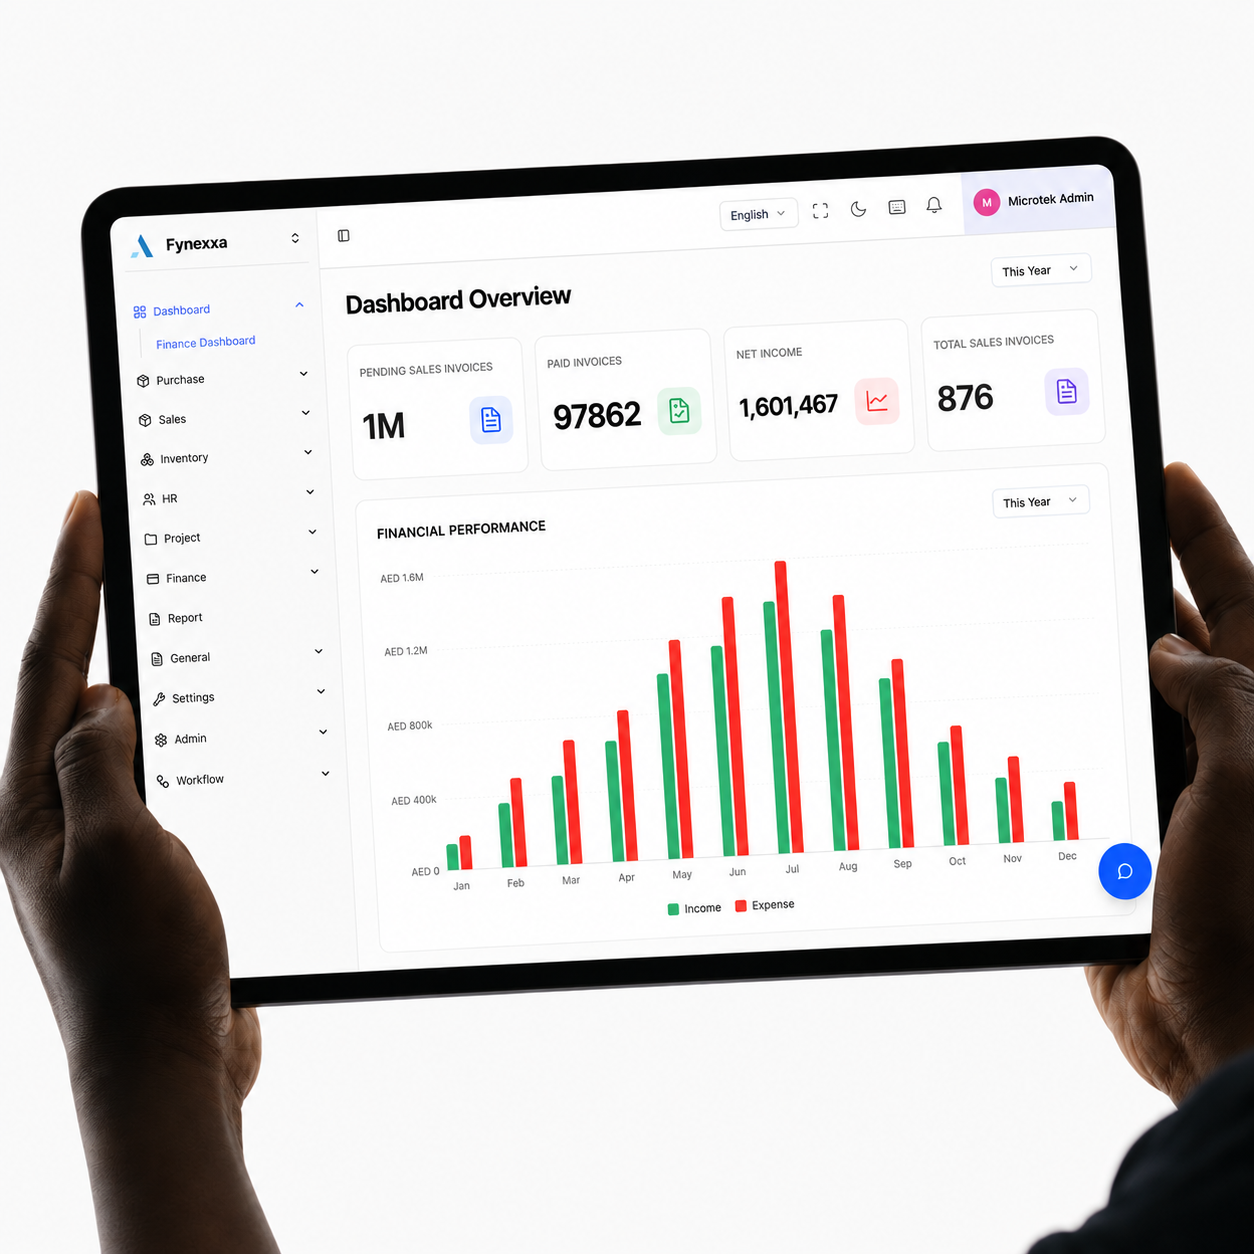 Fynexxa
English
M
Microtek Admin
Dashboard
Finance Dashboard
Purchase
Sales
Inventory
HR
Project
Finance
Report
General
Settings
Admin
Workflow
Dashboard Overview
This Year
PENDING SALES INVOICES
1M
PAID INVOICES
97862
NET INCOME
1,601,467
TOTAL SALES INVOICES
876
FINANCIAL PERFORMANCE
This Year
AED 1.6M
AED 1.2M
AED 800k
AED 400k
AED 0
Jan Feb Mar Apr May Jun Jul Aug Sep Oct Nov Dec
Income Expense